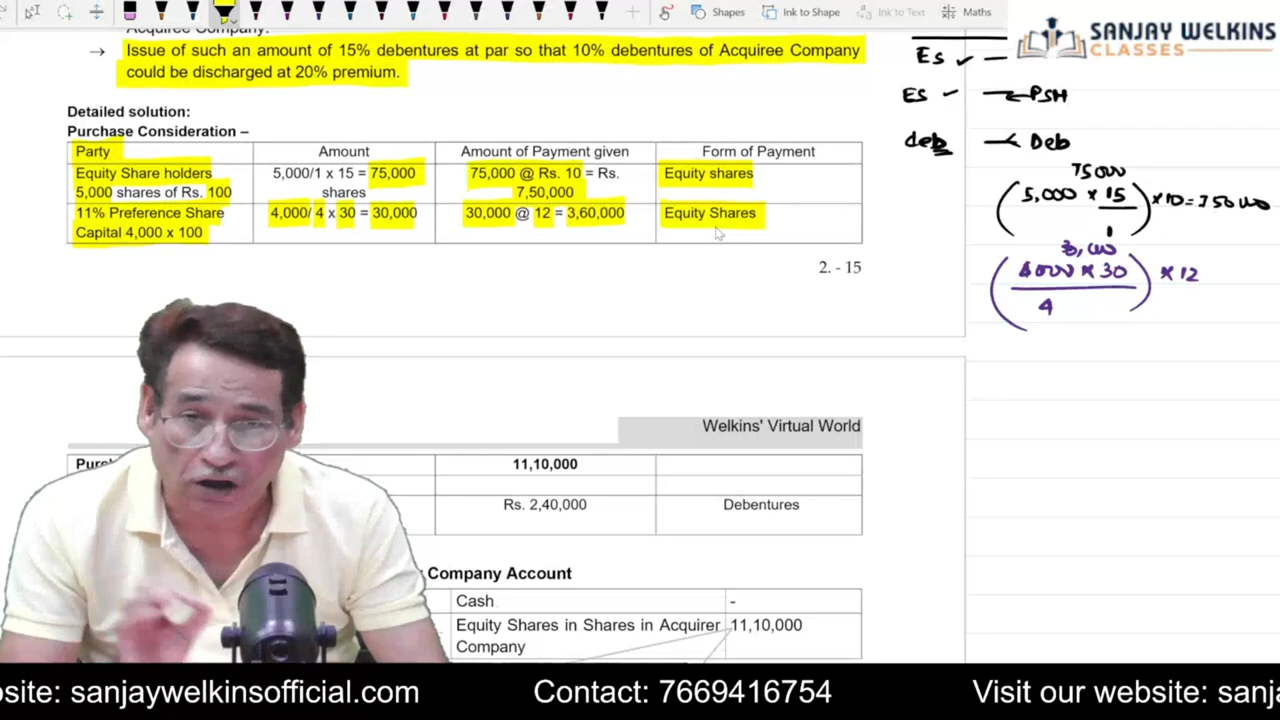 Shapes
Ink to Shape
Ink to Text
Maths
SANJAY WELKINS
CLASSES
→ Issue of such an amount of 15% debentures at par so that 10% debentures of Acquiree Company
could be discharged at 20% premium.
Detailed solution:
Purchase Consideration –
Party
Amount
Amount of Payment given
Form of Payment
Equity Share holders
5,000/1 x 15 = 75,000
75,000 @ Rs. 10 = Rs.
Equity shares
5,000 shares of Rs. 100
shares
7,50,000
11% Preference Share
4,000/ 4 x 30 = 30,000
30,000 @ 12 = 3,60,000
Equity Shares
Capital 4,000 x 100
2. - 15
ES ✓ —
ES ✓ — PSH
deb — Deb
75000
(5,000 × 15
1
) × 10 =
(4000 × 30
4
) × 12
Welkins' Virtual World
11,10,000
Rs. 2,40,000
Debentures
Company Account
Cash
-
Equity Shares in Shares in Acquirer
11,10,000
Company
site: sanjaywelkinsofficial.com
Contact: 7669416754
Visit our website: sanj